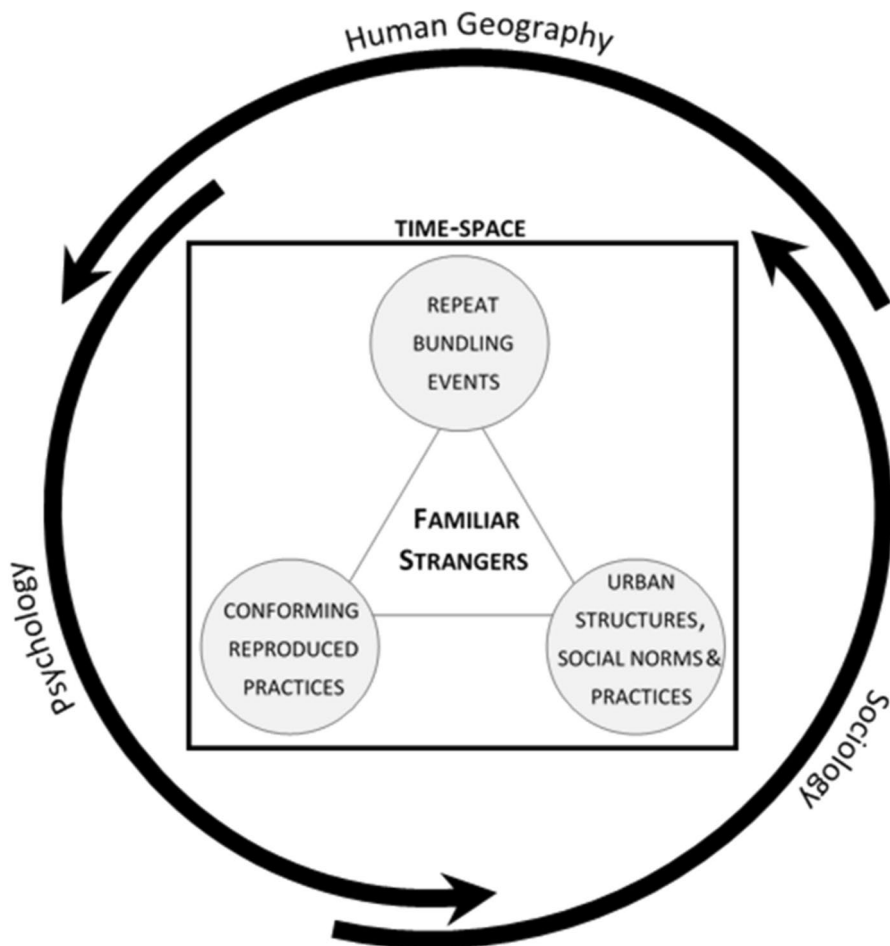 Human Geography
TIME-SPACE
REPEAT
BUNDLING
EVENTS
FAMILIAR
STRANGERS
CONFORMING
REPRODUCED
PRACTICES
URBAN
STRUCTURES,
SOCIAL NORMS &
PRACTICES
Psychology
Sociology